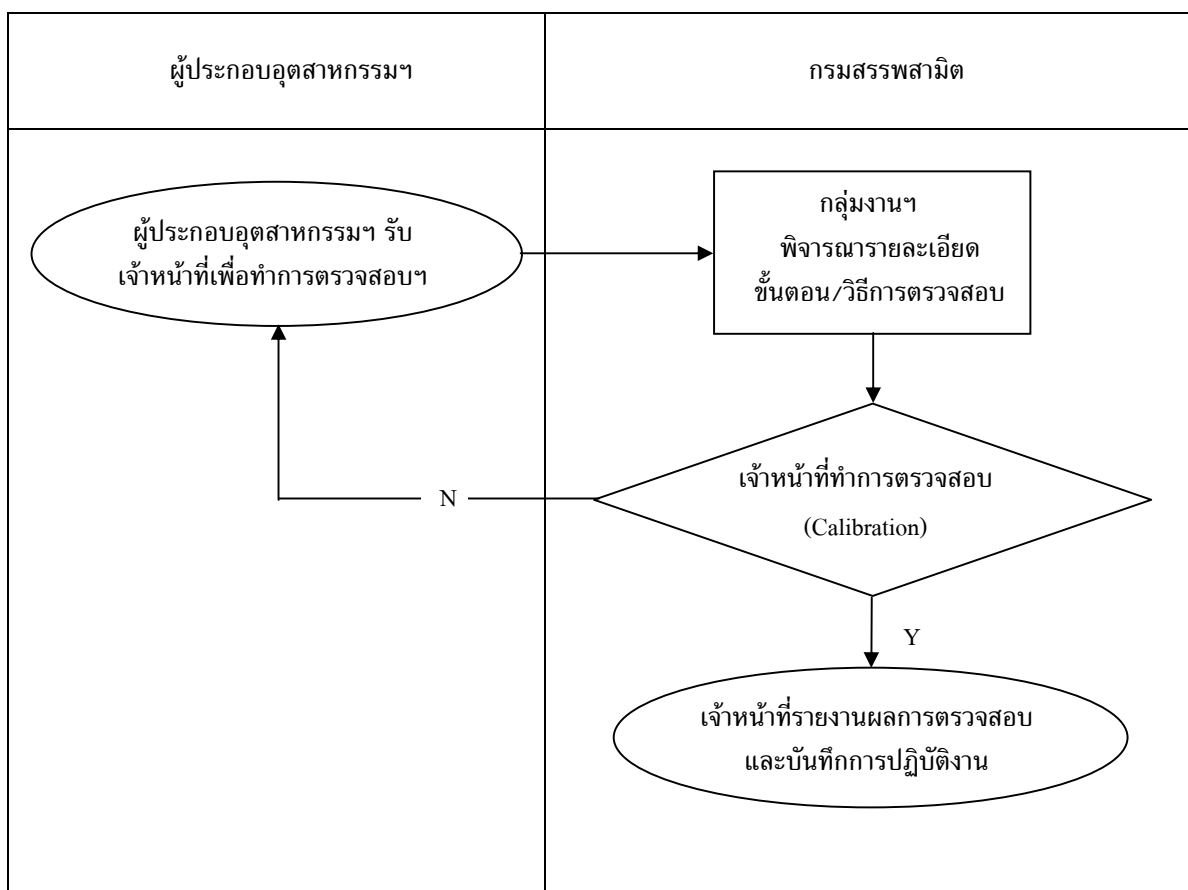 ผู้ประกอบอุตสาหกรรมฯ
กรมสรรพสามิต
ผู้ประกอบอุตสาหกรรมฯ รับ
เจ้าหน้าที่เพื่อทำการตรวจสอบฯ
กลุ่มงานฯ
พิจารณารายละเอียด
ขั้นตอน/วิธีการตรวจสอบ
เจ้าหน้าที่ทำการตรวจสอบ
(Calibration)
N
Y
เจ้าหน้าที่รายงานผลการตรวจสอบ
และบันทึกการปฏิบัติงาน